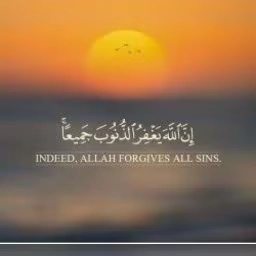 إِنَّ ٱللَّهَ يَغْفِرُ ٱلذُّنُوبَ جَمِيعًاۚ
INDEED, ALLAH FORGIVES ALL SINS.